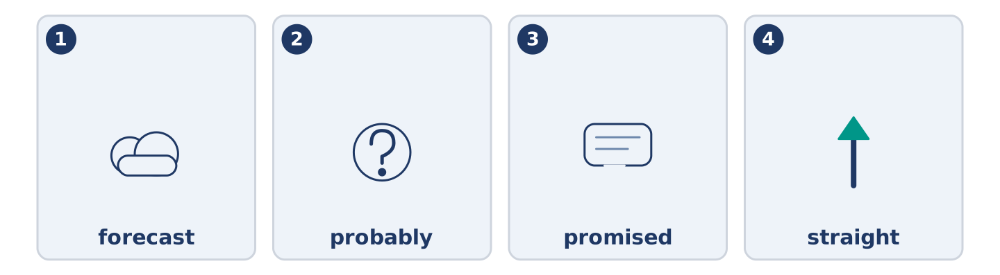 1
forecast
2
probably
3
promised
4
straight